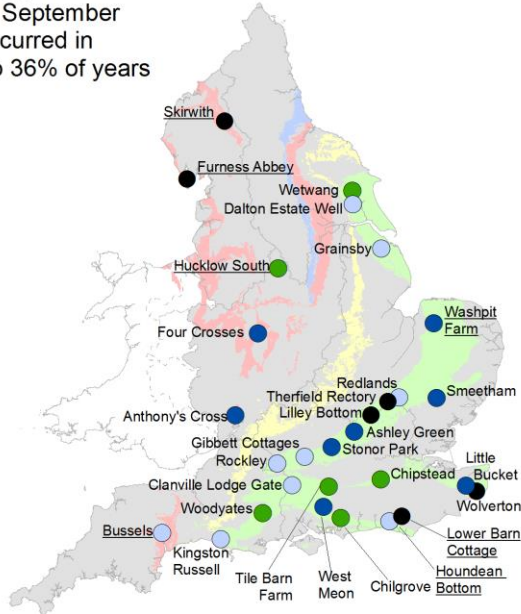 September
curred in
36% of years
Skirwith
Furness Abbey
Wetwang
Dalton Estate Well
Grainsby
Hucklow South
Washpit
Farm
Four Crosses
Redlands
Therfield Rectory
Smeetham
Lilley Bottom
Anthony's Cross
Ashley Green
Gibbett Cottages
Stonor Park
Little
Bucket
Rockley
Chipstead
Clanville Lodge Gate
Wolverton
Woodyates
Bussels
Lower Barn
Cottage
Kingston
Russell
Houndean
Bottom
Tile Barn
Farm
West
Meon
Chilgrove